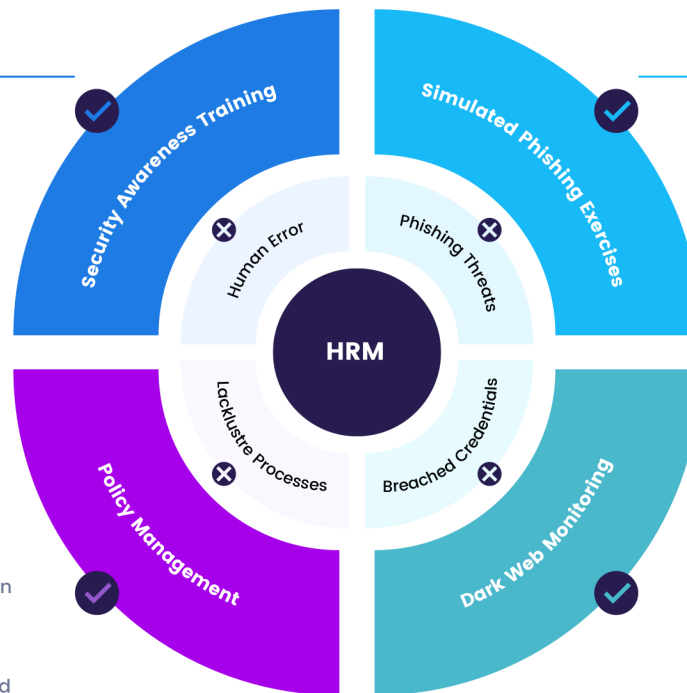 Security Awareness Training
Simulated Phishing Exercises
Human Error
Phishing Threats
HRM
Lacklustre Processes
Breached Credentials
Policy Management
Dark Web Monitoring
n
d